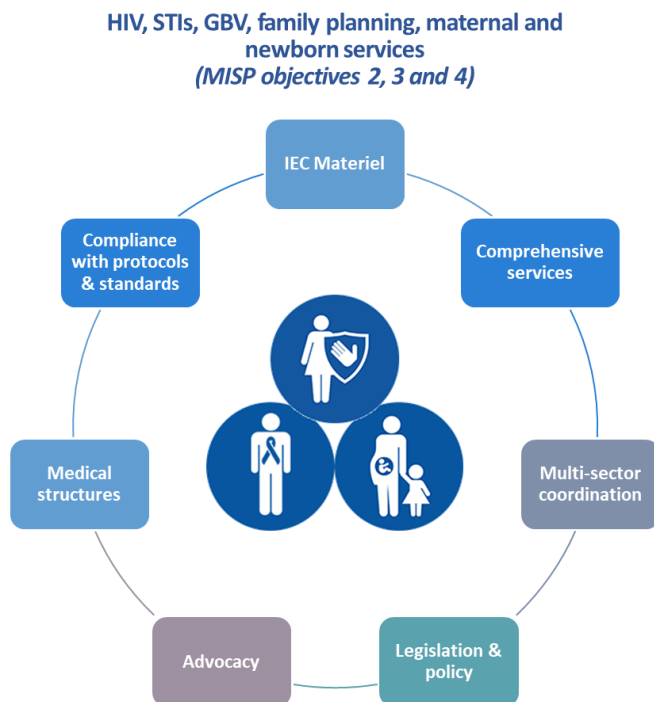 HIV, STIs, GBV, family planning, maternal and
newborn services
(MISP objectives 2, 3 and 4)
IEC Materiel
Compliance
with protocols
& standards
Comprehensive
services
Medical
structures
Multi-sector
coordination
Advocacy
Legislation &
policy